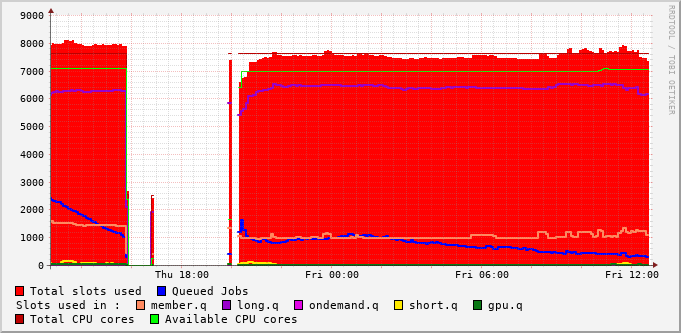 9000
8000
7000
6000
5000
4000
3000
2000
1000
0
Thu 18:00 Fri 00:00 Fri 06:00 Fri 12:00
RRDTOOL / TOBI OETIKER
Total slots used Queued Jobs
Slots used in : member.q long.q ondemand.q short.q gpu.q
Total CPU cores Available CPU cores